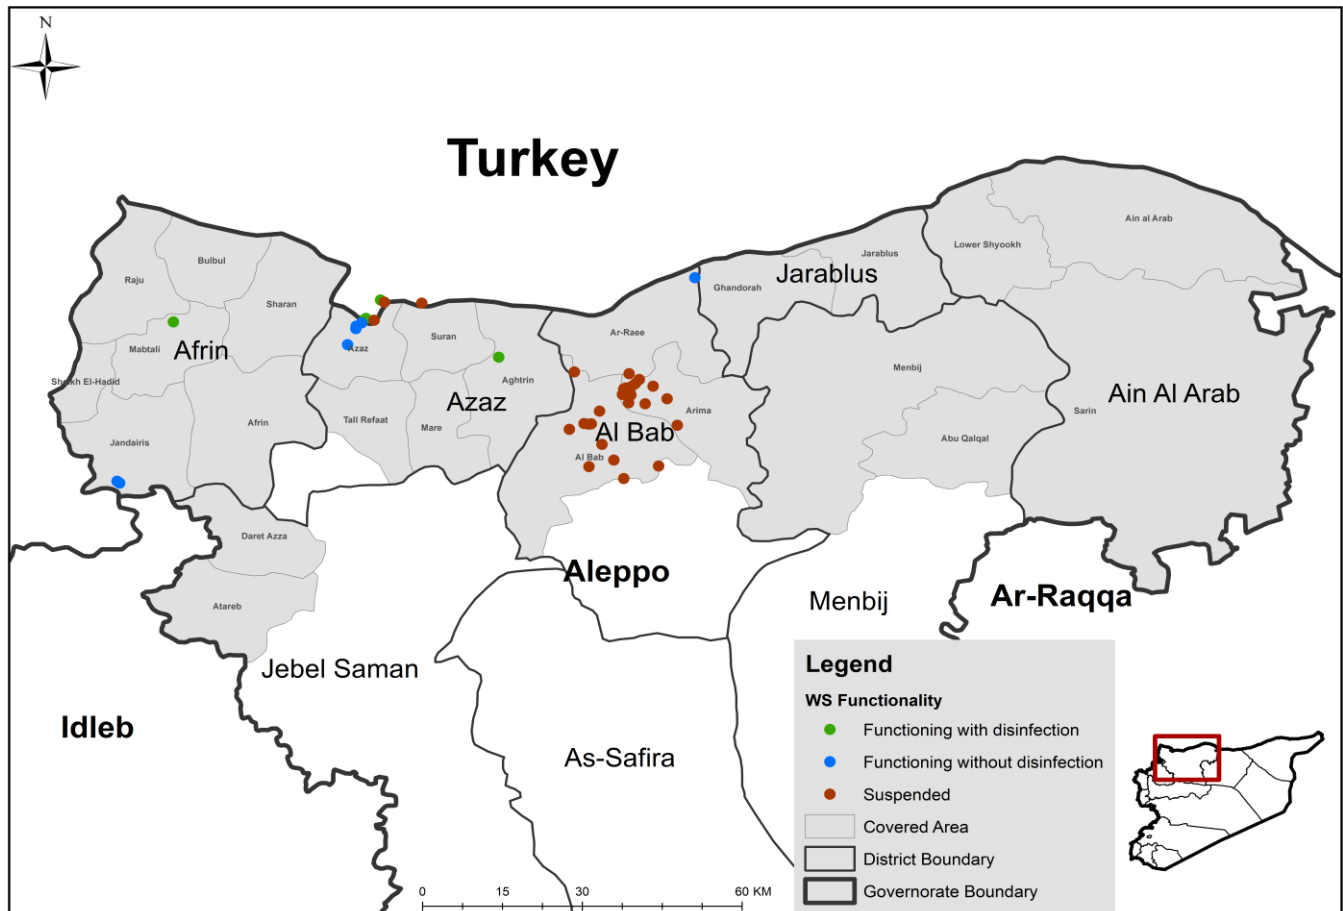 N
Turkey
Ain al Arab
Lower Shyookh
Jarablus
Bulbul
Jarablus
Raju
Ghandorah
Sharan
Ar-Raee
Suran
Azaz
Mabtali
Afrin
Menbij
Aghtrin
Sheikh El-Hadid
Azaz
Ain Al Arab
Arima
Sarin
Tall Refaat
Afrin
Mare
Al Bab
Jandairis
Abu Qalqal
Al Bab
Daret Azza
Aleppo
Ar-Raqqa
Menbij
Atareb
Jebel Saman
Idleb
As-Safira
Legend
WS Functionality
Functioning with disinfection
Functioning without disinfection
Suspended
Covered Area
District Boundary
Governorate Boundary
0 15 30 60 KM